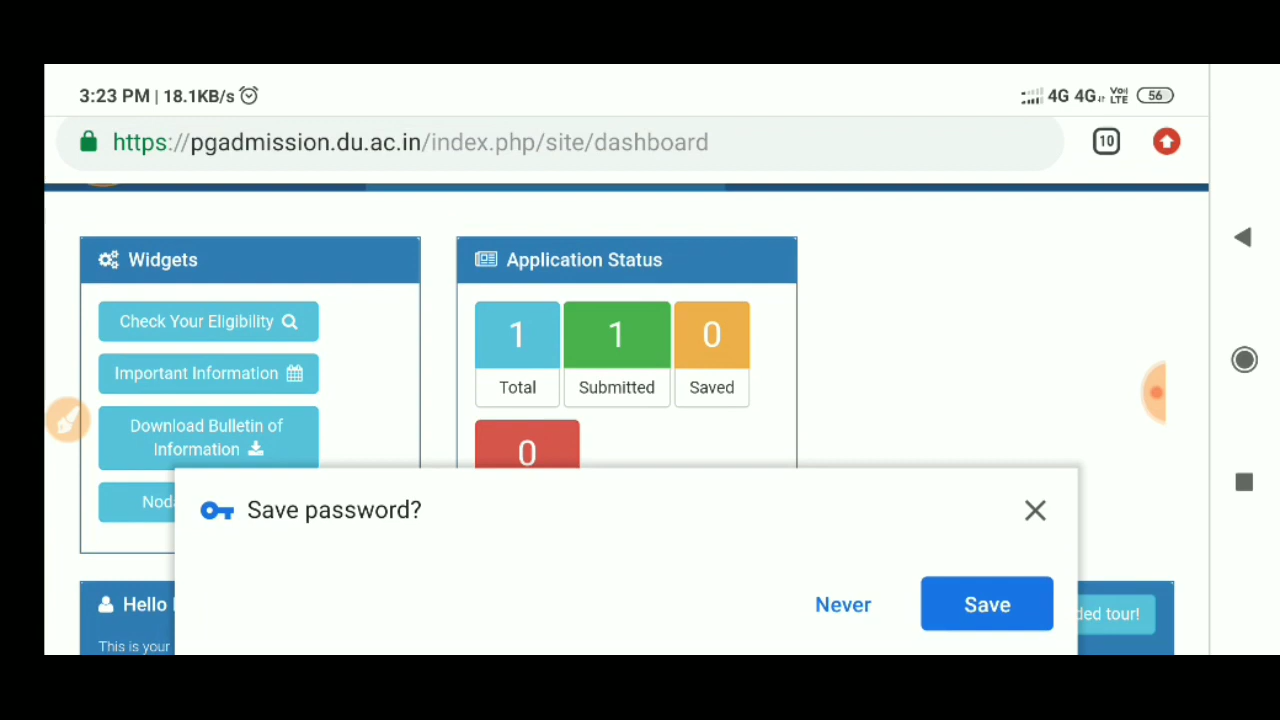 3:23 PM | 18.1KB/s
4G 4G Vo) LTE 56
https://pgadmission.du.ac.in/index.php/site/dashboard
10
Widgets
Application Status
Check Your Eligibility
Important Information
Download Bulletin of
Information
1 1 0
Total Submitted Saved
0
Save password?
Never Save
Hello
ded tour!
This is your